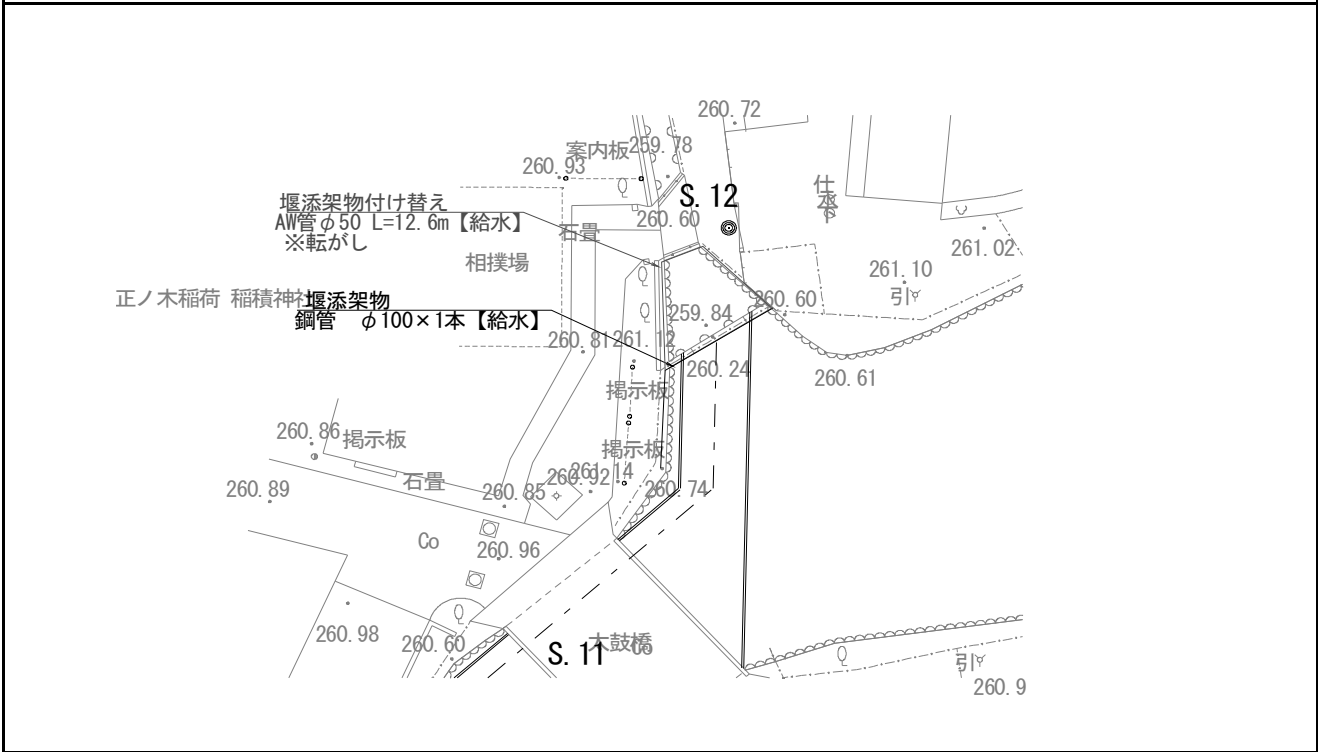 260.72
案内板
259.78
260.93
S.12
仕
水
下
堰添架物付け替え
AW管φ50 L=12.6m【給水】
※転がし
260.60
石畳
261.02
相撲場
261.10
引
正ノ木稲荷 稲積神社
堰添架物
鋼管 φ100×1本【給水】
260.60
259.84
260.81
261.12
260.24
260.61
掲示板
260.86
掲示板
掲示板
261.14
260.92
石畳
260.89
260.85
260.74
Co
260.96
260.98
260.60
S.11
太鼓橋
引
260.9